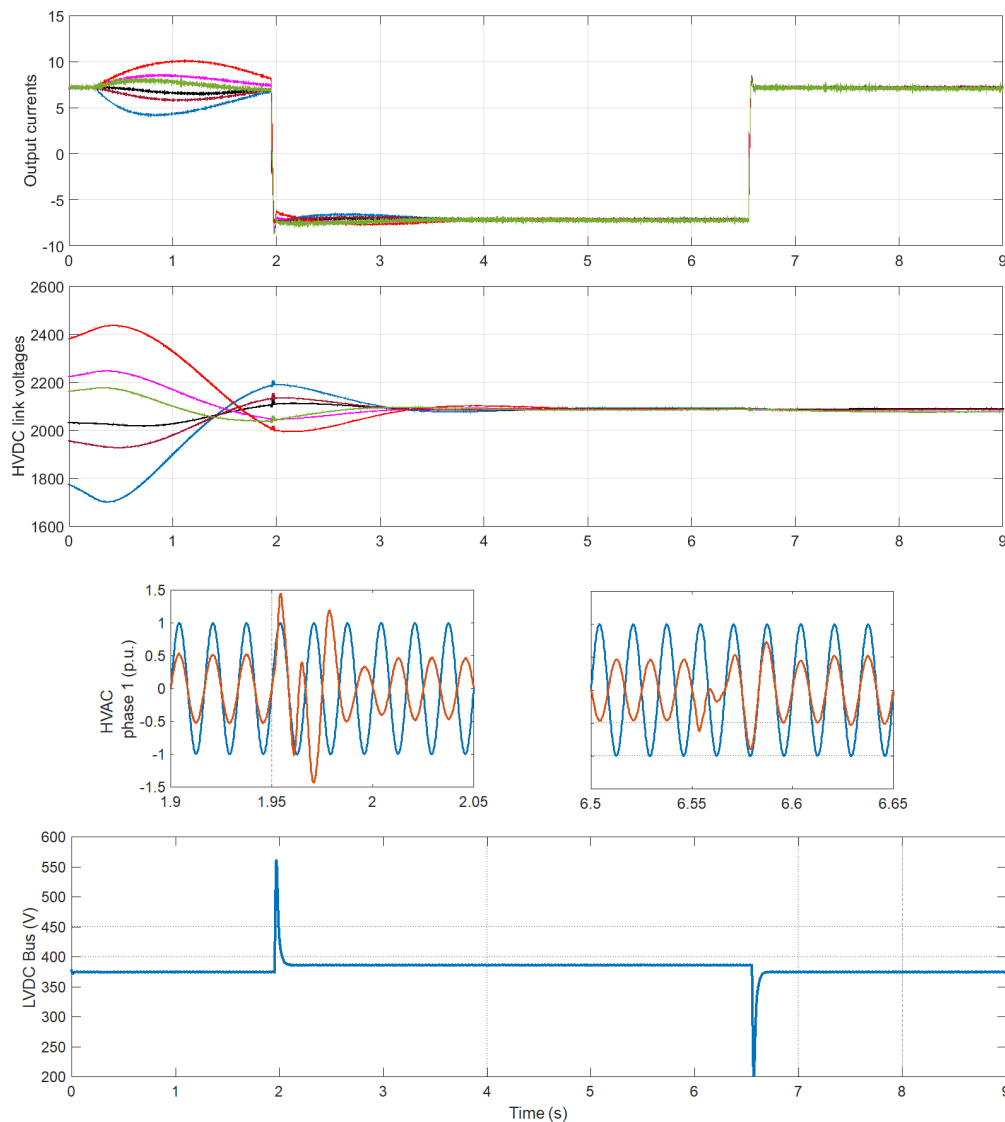 15
10
5
0
-5
-10
Output currents
0 1 2 3 4 5 6 7 8 9
2600
2400
2200
2000
1800
1600
HVDC link voltages
0 1 2 3 4 5 6 7 8 9
1.5
1
0.5
0
-0.5
-1
-1.5
HVAC
phase 1 (p.u.)
1.9 1.95 2 2.05
6.5 6.55 6.6 6.65
600
550
500
450
400
350
300
250
200
LVDC Bus (V)
0 1 2 3 4 5 6 7 8 9
Time (s)